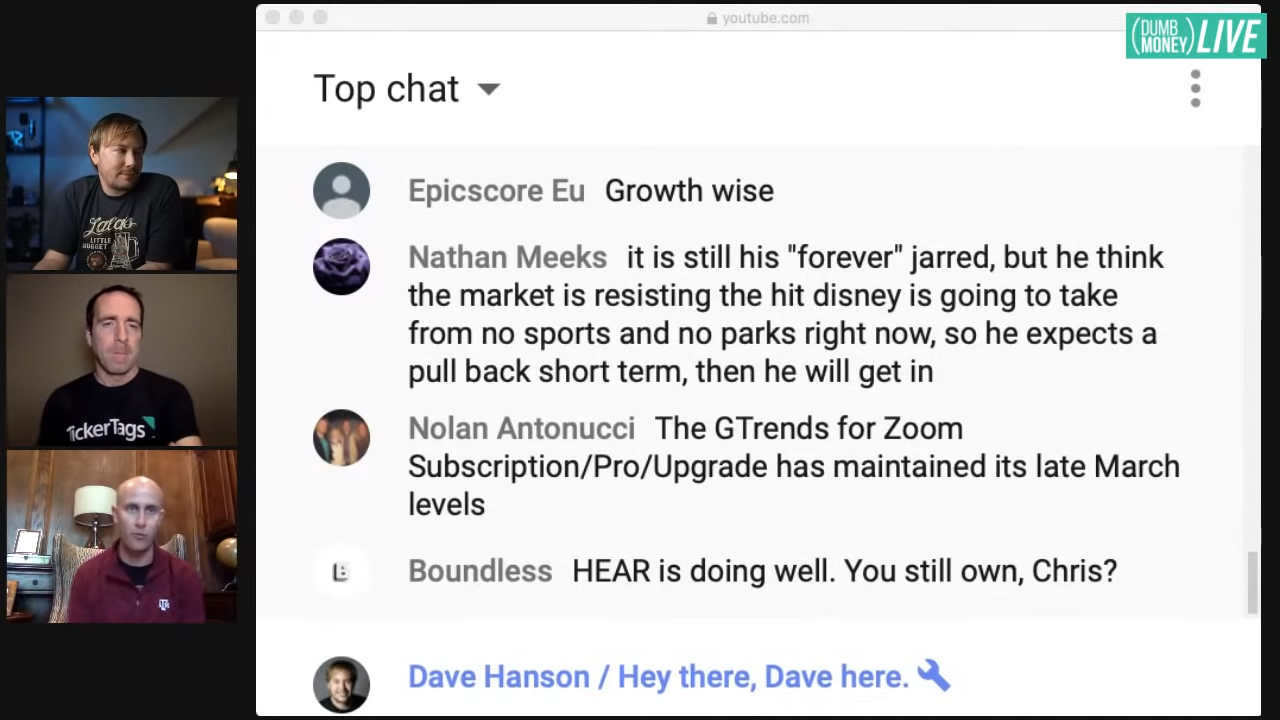 youtube.com
(DUMB MONEY) LIVE
Top chat
Epicscore Eu Growth wise
Nathan Meeks it is still his "forever" jarred, but he think
the market is resisting the hit disney is going to take
from no sports and no parks right now, so he expects a
pull back short term, then he will get in
Nolan Antonucci The GTrends for Zoom
Subscription/Pro/Upgrade has maintained its late March
levels
Boundless HEAR is doing well. You still own, Chris?
Dave Hanson / Hey there, Dave here.
Lala's
LITTLE
NUGGET
TickerTags